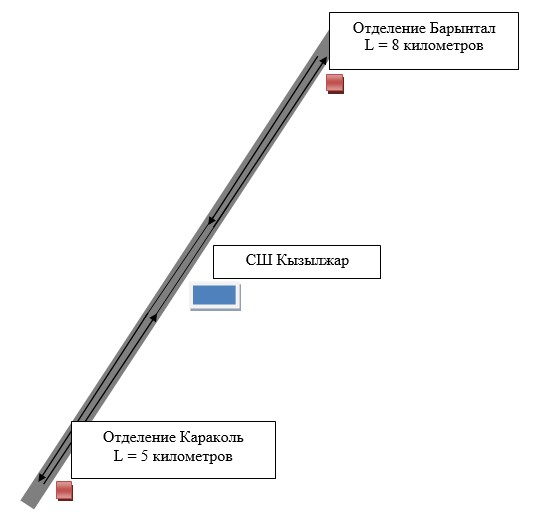 Отделение Барынтал
L = 8 километров
СШ Кызылжар
Отделение Караколь
L = 5 километров